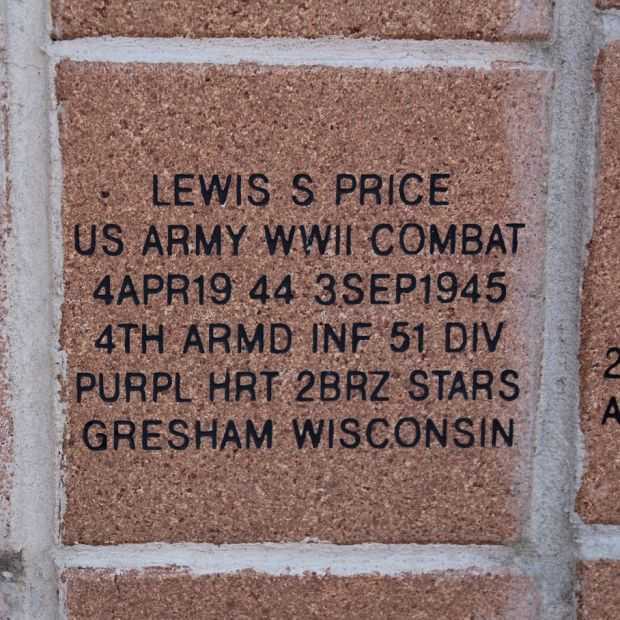 LEWIS S PRICE
US ARMY WWII COMBAT
4APR19 44 3SEP1945
4TH ARMD INF 51 DIV
PURPL HRT 2BRZ STARS
GRESHAM WISCONSIN
2
A